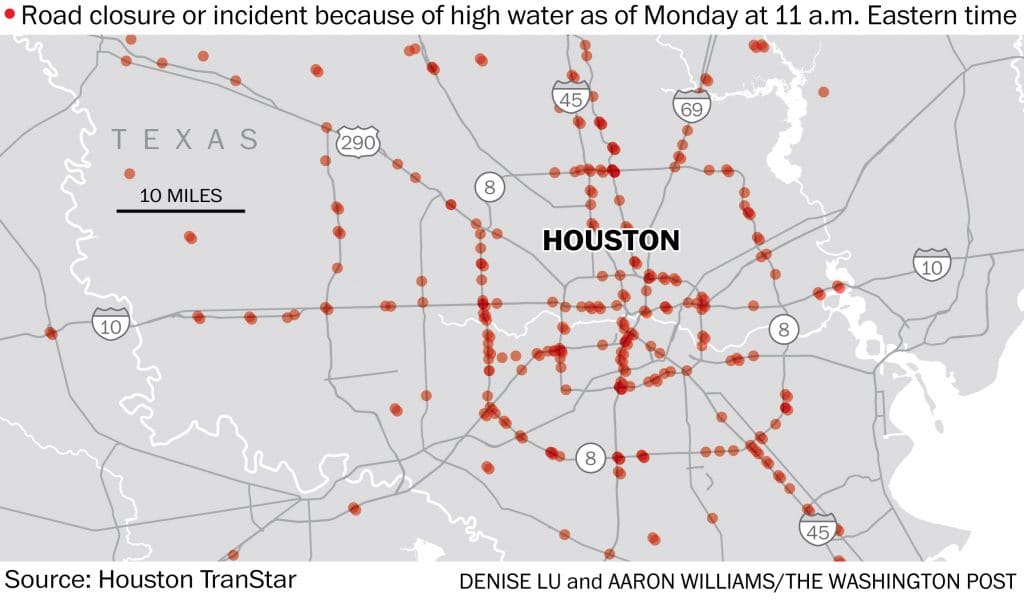 Road closure or incident because of high water as of Monday at 11 a.m. Eastern time
45
69
TEXAS
290
10 MILES
8
HOUSTON
10
10
8
8
45
Source: Houston TranStar
DENISE LU and AARON WILLIAMS/THE WASHINGTON POST